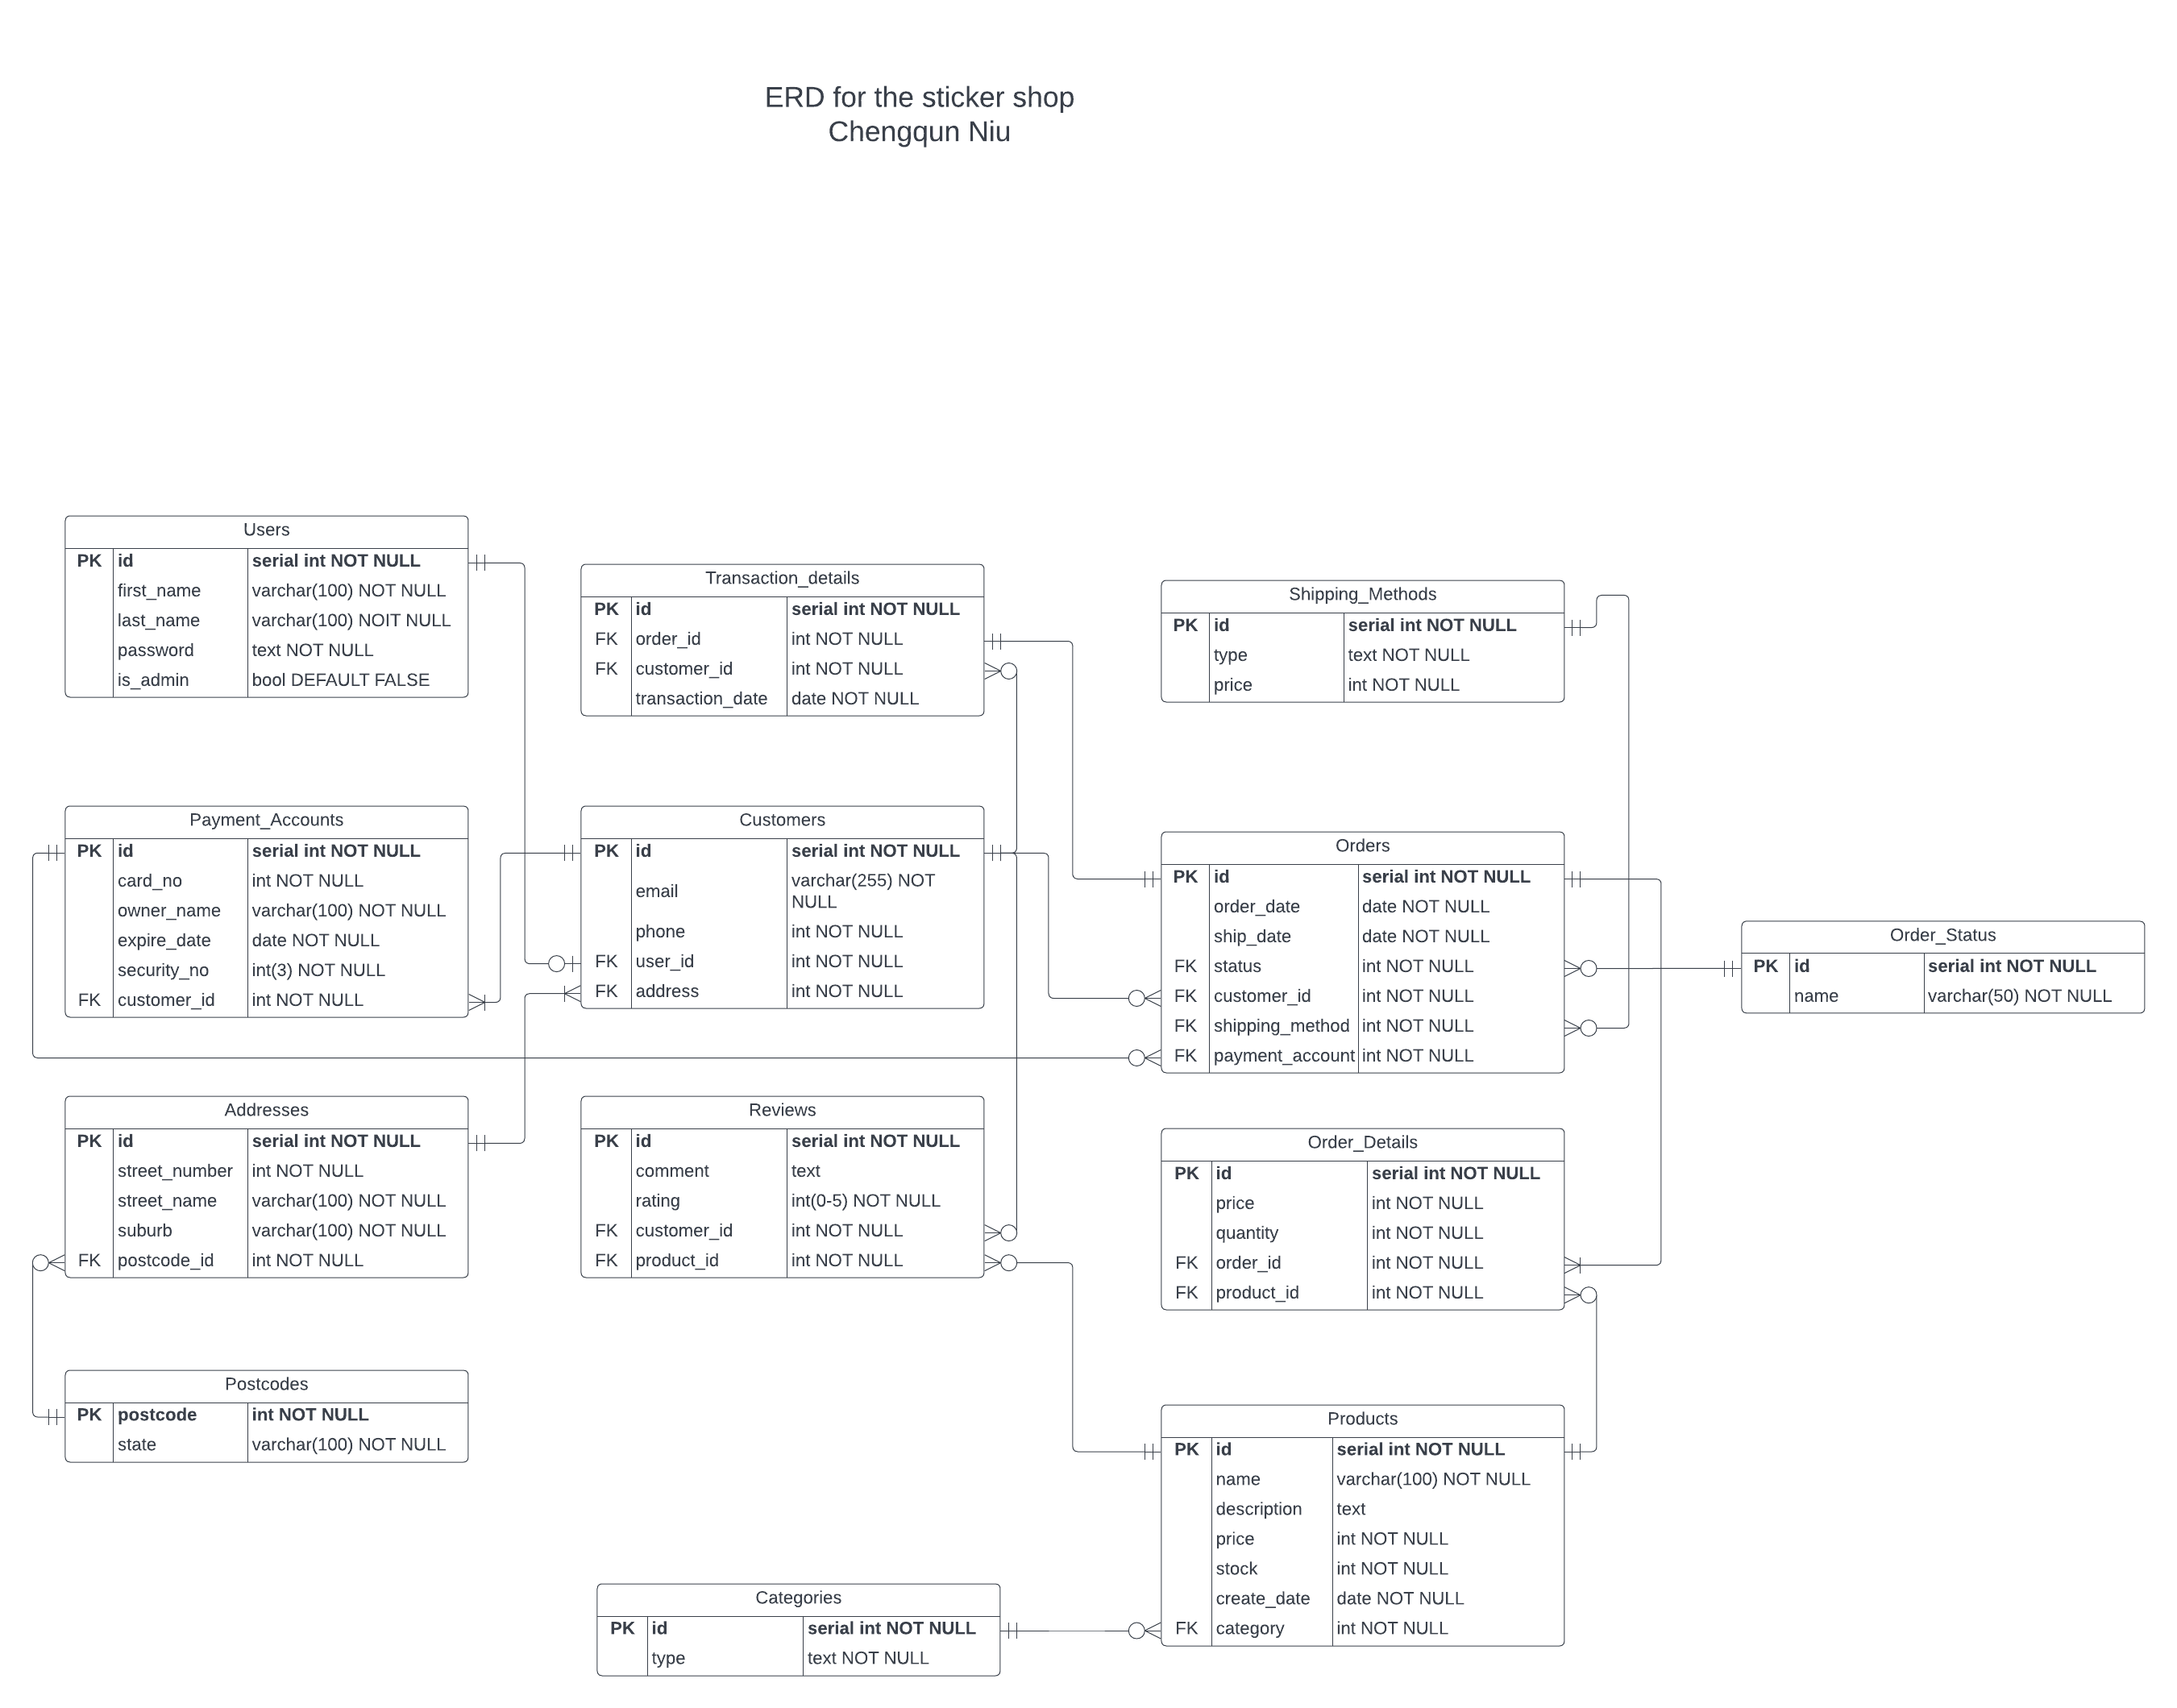 ERD for the sticker shop
Chengqun Niu
Users
PK id serial int NOT NULL
first_name varchar(100) NOT NULL
last_name varchar(100) NOIT NULL
password text NOT NULL
is_admin bool DEFAULT FALSE
Transaction_details
PK id serial int NOT NULL
FK order_id int NOT NULL
FK customer_id int NOT NULL
transaction_date date NOT NULL
Shipping_Methods
PK id serial int NOT NULL
type text NOT NULL
price int NOT NULL
Payment_Accounts
PK id serial int NOT NULL
card_no int NOT NULL
owner_name varchar(100) NOT NULL
expire_date date NOT NULL
security_no int(3) NOT NULL
FK customer_id int NOT NULL
Customers
PK id serial int NOT NULL
email varchar(255) NOT
NULL
phone int NOT NULL
FK user_id int NOT NULL
FK address int NOT NULL
Orders
PK id serial int NOT NULL
order_date date NOT NULL
ship_date date NOT NULL
FK status int NOT NULL
FK customer_id int NOT NULL
FK shipping_method int NOT NULL
FK payment_account int NOT NULL
Order_Status
PK id serial int NOT NULL
name varchar(50) NOT NULL
Addresses
PK id serial int NOT NULL
street_number int NOT NULL
street_name varchar(100) NOT NULL
suburb varchar(100) NOT NULL
FK postcode_id int NOT NULL
Reviews
PK id serial int NOT NULL
comment text
rating int(0-5) NOT NULL
FK customer_id int NOT NULL
FK product_id int NOT NULL
Order_Details
PK id serial int NOT NULL
price int NOT NULL
quantity int NOT NULL
FK order_id int NOT NULL
FK product_id int NOT NULL
Postcodes
PK postcode int NOT NULL
state varchar(100) NOT NULL
Products
PK id serial int NOT NULL
name varchar(100) NOT NULL
description text
price int NOT NULL
stock int NOT NULL
create_date date NOT NULL
FK category int NOT NULL
Categories
PK id serial int NOT NULL
type text NOT NULL